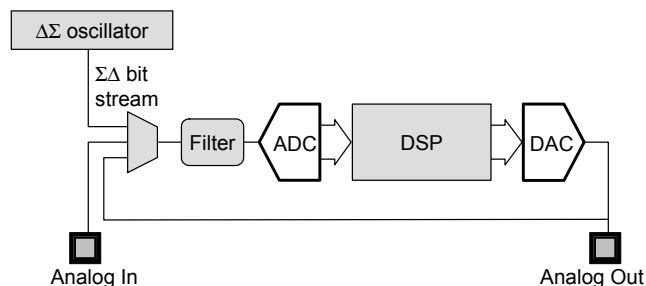 ΔΣ oscillator
ΣΔ bit
stream
Filter
ADC
DSP
DAC
Analog In
Analog Out